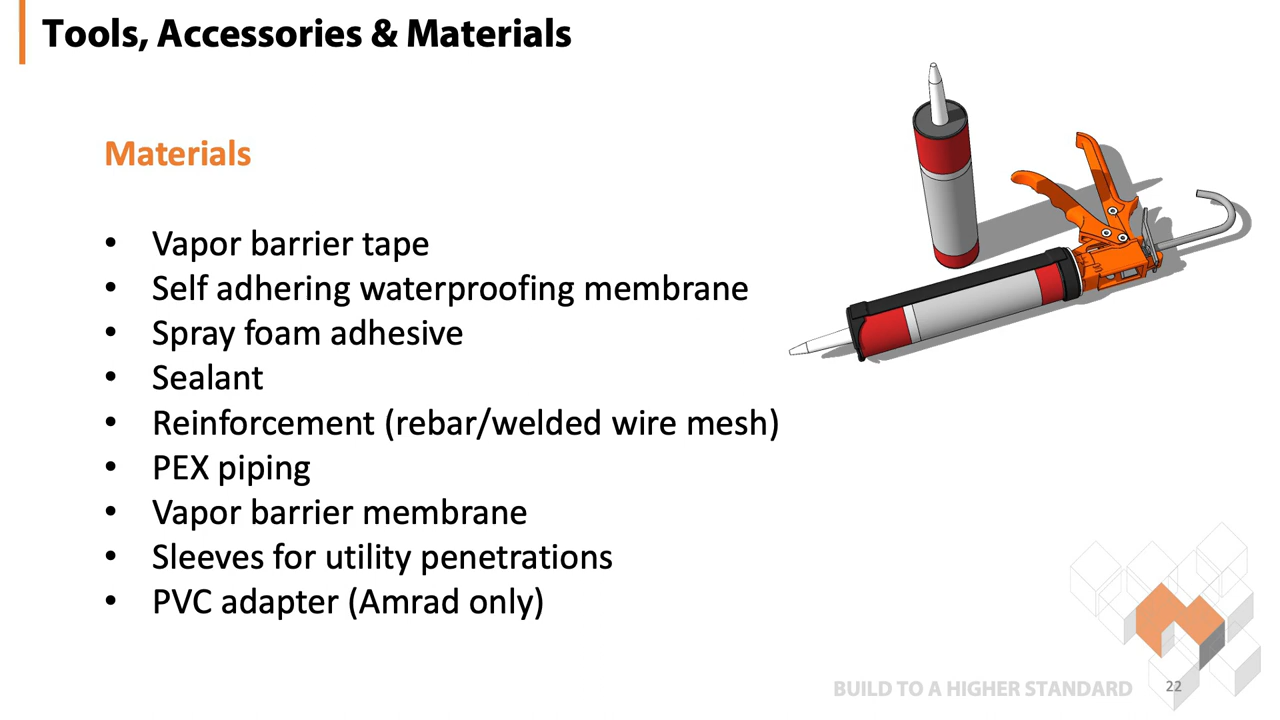 Tools, Accessories & Materials
Materials
• Vapor barrier tape
• Self adhering waterproofing membrane
• Spray foam adhesive
• Sealant
• Reinforcement (rebar/welded wire mesh)
• PEX piping
• Vapor barrier membrane
• Sleeves for utility penetrations
• PVC adapter (Amrad only)
BUILD TO A HIGHER STANDARD
22